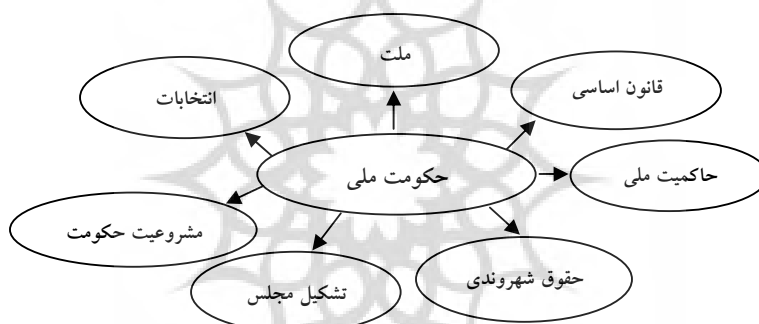 ملت
قانون اساسی
انتخابات
حکومت ملی
حاکمیت ملی
مشروعیت حکومت
حقوق شهروندی
تشکیل مجلس